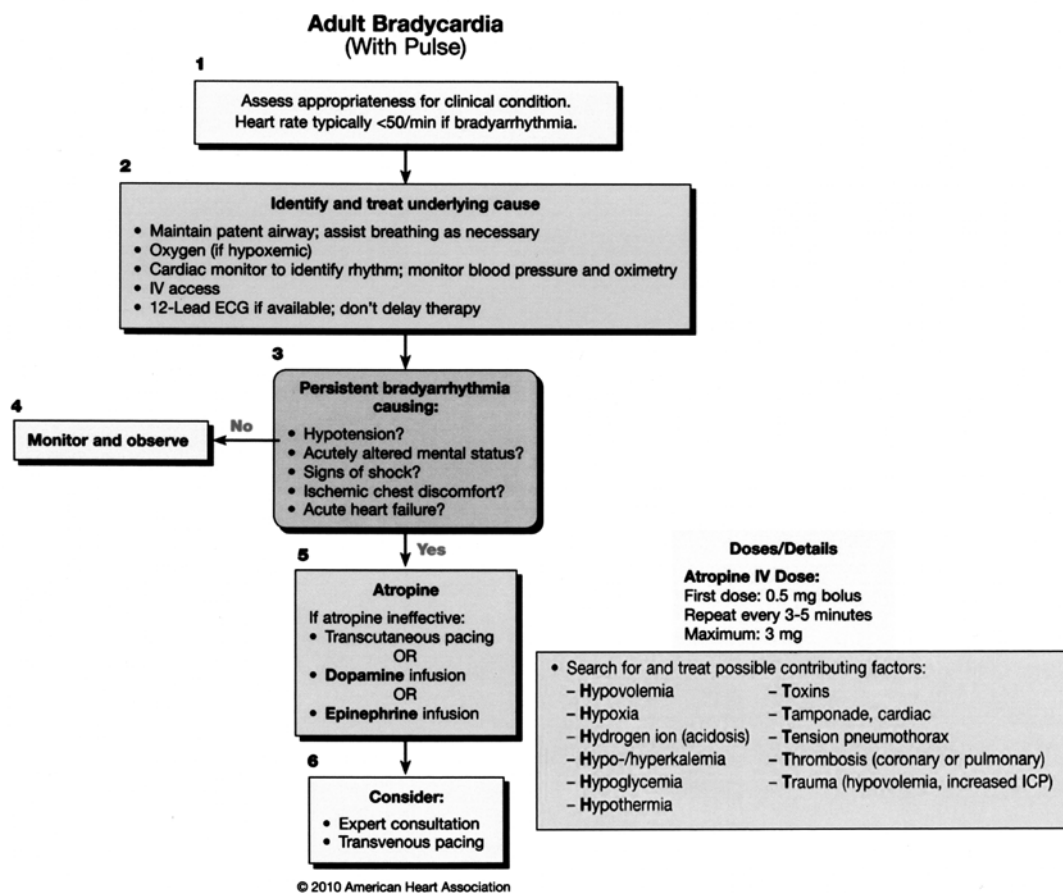 Adult Bradycardia
(With Pulse)
1
Assess appropriateness for clinical condition.
Heart rate typically <50/min if bradyarrhythmia.
2
Identify and treat underlying cause
• Maintain patent airway; assist breathing as necessary
• Oxygen (if hypoxemic)
• Cardiac monitor to identify rhythm; monitor blood pressure and oximetry
• IV access
• 12-Lead ECG if available; don't delay therapy
3
Persistent bradyarrhythmia
causing:
• Hypotension?
• Acutely altered mental status?
• Signs of shock?
• Ischemic chest discomfort?
• Acute heart failure?
4
No
Monitor and observe
Yes
5
Atropine
If atropine ineffective:
• Transcutaneous pacing
OR
• Dopamine infusion
OR
• Epinephrine infusion
6
Consider:
• Expert consultation
• Transvenous pacing
Doses/Details
Atropine IV Dose:
First dose: 0.5 mg bolus
Repeat every 3-5 minutes
Maximum: 3 mg
• Search for and treat possible contributing factors:
– Hypovolemia
– Hypoxia
– Hydrogen ion (acidosis)
– Hypo-/hyperkalemia
– Hypoglycemia
– Hypothermia
– Toxins
– Tamponade, cardiac
– Tension pneumothorax
– Thrombosis (coronary or pulmonary)
– Trauma (hypovolemia, increased ICP)
© 2010 American Heart Association